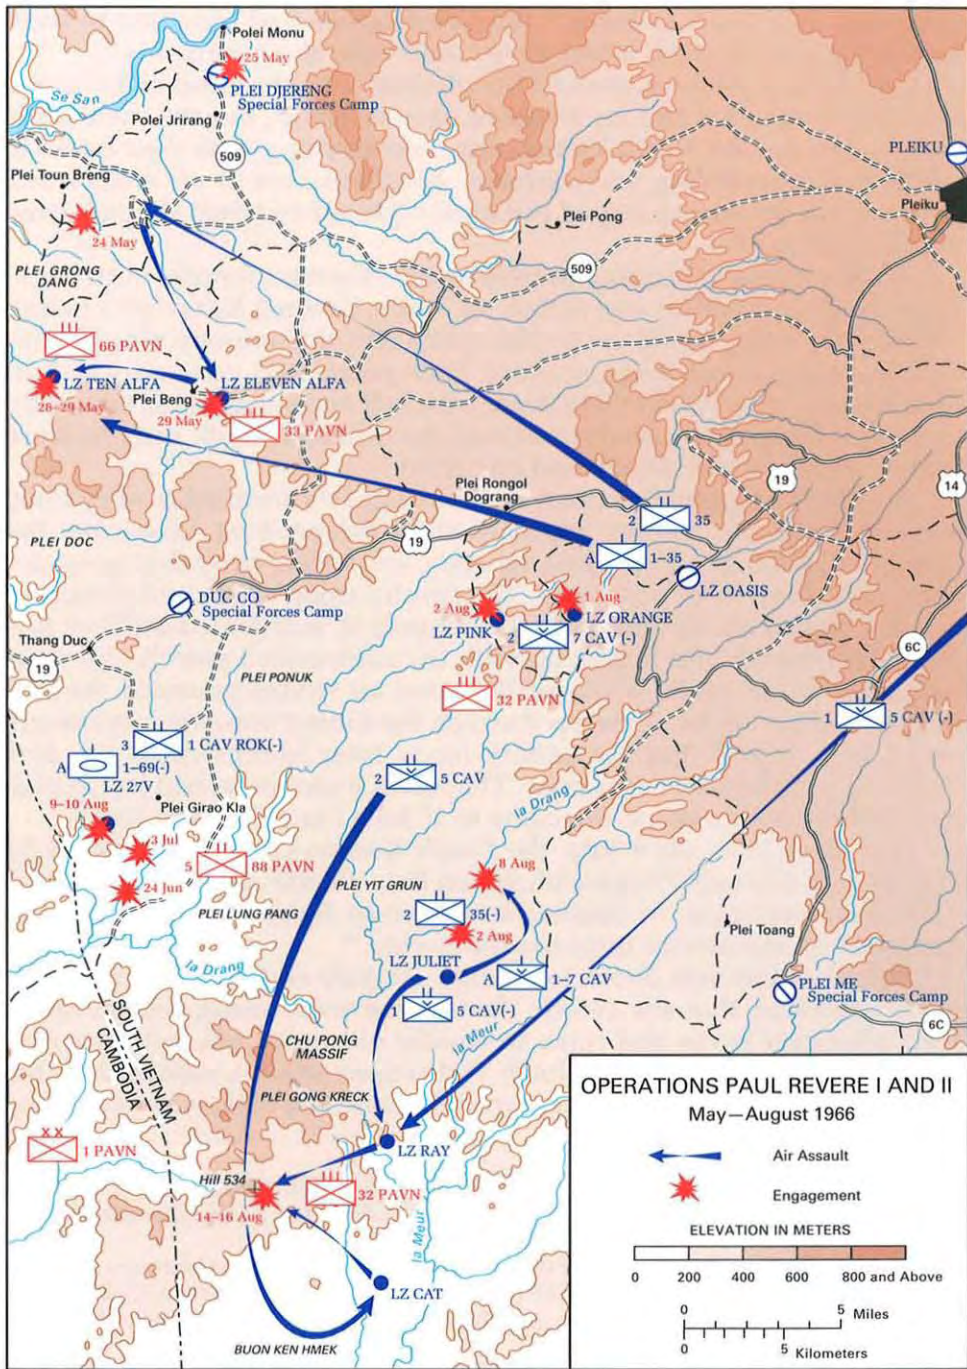 Polei Monu
25 May
PLEI DJERENG
Special Forces Camp
Se San
Polei Jrirang
509
PLEIKU
Plei Toun Breng
Pleiku
Plei Pong
24 May
509
PLEI GRONG
DANG
66 PAVN
LZ TEN ALFA
LZ ELEVEN ALFA
Plei Beng
28–29 May
29 May
33 PAVN
19
14
Plei Rongol
Dograng
2
35
19
A
1–35
PLEI DOC
LZ OASIS
DUC CO
Special Forces Camp
2 Aug
1 Aug
LZ PINK
LZ ORANGE
2
7 CAV (-)
Thang Duc
6C
19
PLEI PONUK
32 PAVN
1
5 CAV (-)
3
1 CAV ROK(-)
A
1–69(-)
LZ 27V
2
5 CAV
Plei Girao Kla
Ia Drang
9–10 Aug
3 Jul
5
88 PAVN
8 Aug
24 Jun
PLEI YIT GRUN
2
35(-)
PLEI LUNG PANG
2 Aug
Plei Toang
Ia Drang
LZ JULIET
A
1–7 CAV
PLEI ME
Special Forces Camp
1
5 CAV(-)
6C
SOUTH VIETNAM
CAMBODIA
CHU PONG
MASSIF
Ia Meur
PLEI GONG KRECK
OPERATIONS PAUL REVERE I AND II
May—August 1966
XX
1 PAVN
LZ RAY
Air Assault
Hill 534
32 PAVN
Engagement
14–16 Aug
Ia Meur
ELEVATION IN METERS
0 200 400 600 800 and Above
LZ CAT
0 5 Miles
0 5 Kilometers
BUON KEN HMEK